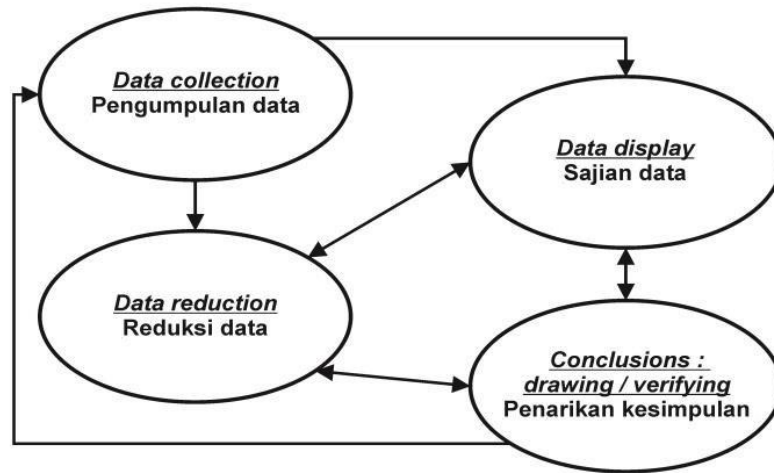 Data collection
Pengumpulan data
Data display
Sajian data
Data reduction
Reduksi data
Conclusions :
drawing / verifying
Penarikan kesimpulan